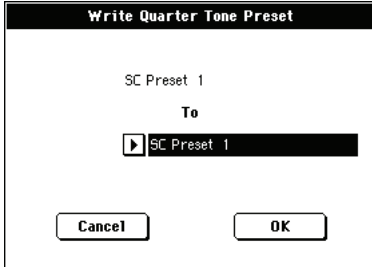 Write Quarter Tone Preset
SC Preset 1
To
SC Preset 1
Cancel OK